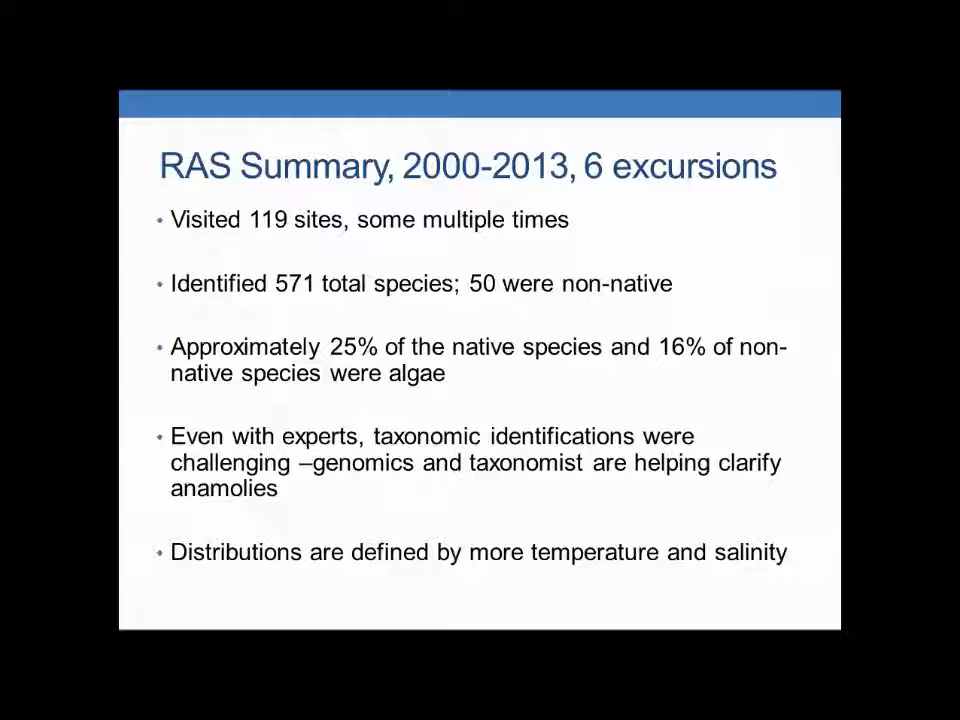 RAS Summary, 2000-2013, 6 excursions
• Visited 119 sites, some multiple times
• Identified 571 total species; 50 were non-native
• Approximately 25% of the native species and 16% of non-
native species were algae
• Even with experts, taxonomic identifications were
challenging –genomics and taxonomist are helping clarify
anamolies
• Distributions are defined by more temperature and salinity